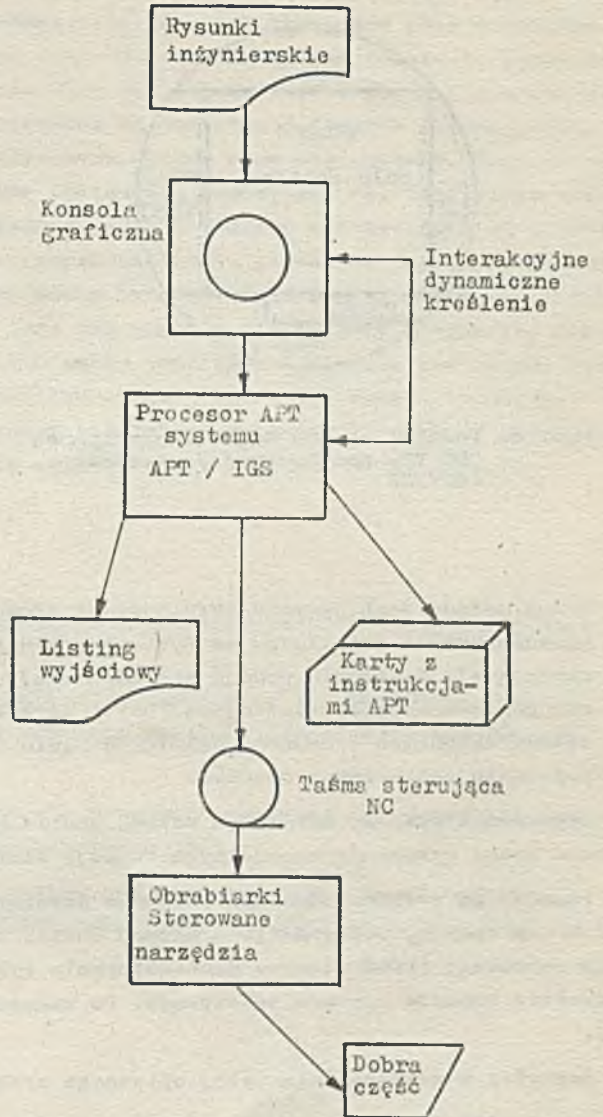 Rysunki
inżynierskie
Konsola
graficzna
Interakcyjne
dynamiczne
kreślenie
Procesor APT
systemu
APT / IGS
Listing
wyjściowy
Karty z
instrukcja-
mi APT
Taśma sterująca
NC
Obrabiarki
Sterowane
narzędzia
Dobra
część